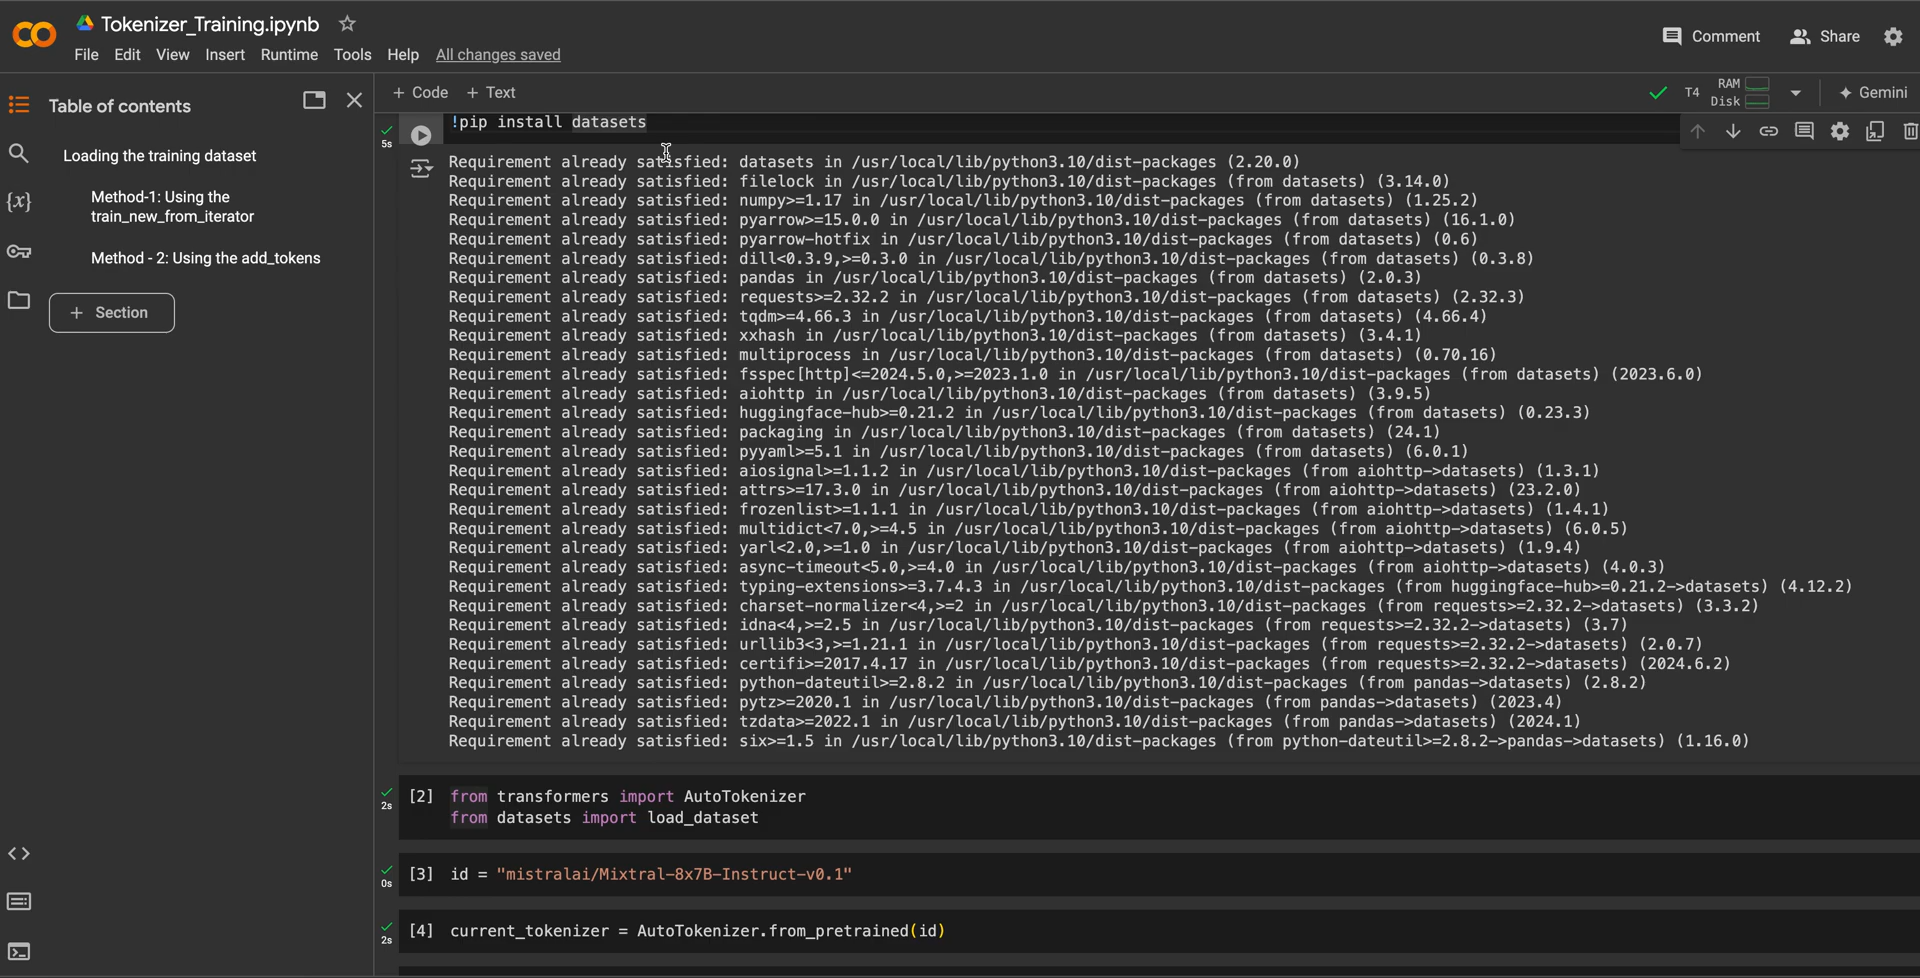 Tokenizer_Training.ipynb
File Edit View Insert Runtime Tools Help All changes saved
Comment Share
Table of contents
Loading the training dataset
Method-1: Using the
train_new_from_iterator
Method - 2: Using the add_tokens
+ Section
+ Code + Text
T4 RAM
Disk
Gemini
5s
!pip install datasets
Requirement already satisfied: datasets in /usr/local/lib/python3.10/dist-packages (2.20.0)
Requirement already satisfied: filelock in /usr/local/lib/python3.10/dist-packages (from datasets) (3.14.0)
Requirement already satisfied: numpy>=1.17 in /usr/local/lib/python3.10/dist-packages (from datasets) (1.25.2)
Requirement already satisfied: pyarrow>=15.0.0 in /usr/local/lib/python3.10/dist-packages (from datasets) (16.1.0)
Requirement already satisfied: pyarrow-hotfix in /usr/local/lib/python3.10/dist-packages (from datasets) (0.6)
Requirement already satisfied: dill<0.3.9,>=0.3.0 in /usr/local/lib/python3.10/dist-packages (from datasets) (0.3.8)
Requirement already satisfied: pandas in /usr/local/lib/python3.10/dist-packages (from datasets) (2.0.3)
Requirement already satisfied: requests>=2.32.2 in /usr/local/lib/python3.10/dist-packages (from datasets) (2.32.3)
Requirement already satisfied: tqdm>=4.66.3 in /usr/local/lib/python3.10/dist-packages (from datasets) (4.66.4)
Requirement already satisfied: xxhash in /usr/local/lib/python3.10/dist-packages (from datasets) (3.4.1)
Requirement already satisfied: multiprocess in /usr/local/lib/python3.10/dist-packages (from datasets) (0.70.16)
Requirement already satisfied: fsspec[http]<=2024.5.0,>=2023.1.0 in /usr/local/lib/python3.10/dist-packages (from datasets) (2023.6.0)
Requirement already satisfied: aiohttp in /usr/local/lib/python3.10/dist-packages (from datasets) (3.9.5)
Requirement already satisfied: huggingface-hub>=0.21.2 in /usr/local/lib/python3.10/dist-packages (from datasets) (0.23.3)
Requirement already satisfied: packaging in /usr/local/lib/python3.10/dist-packages (from datasets) (24.1)
Requirement already satisfied: pyyaml>=5.1 in /usr/local/lib/python3.10/dist-packages (from datasets) (6.0.1)
Requirement already satisfied: aiosignal>=1.1.2 in /usr/local/lib/python3.10/dist-packages (from aiohttp->datasets) (1.3.1)
Requirement already satisfied: attrs>=17.3.0 in /usr/local/lib/python3.10/dist-packages (from aiohttp->datasets) (23.2.0)
Requirement already satisfied: frozenlist>=1.1.1 in /usr/local/lib/python3.10/dist-packages (from aiohttp->datasets) (1.4.1)
Requirement already satisfied: multidict<7.0,>=4.5 in /usr/local/lib/python3.10/dist-packages (from aiohttp->datasets) (6.0.5)
Requirement already satisfied: yarl<2.0,>=1.0 in /usr/local/lib/python3.10/dist-packages (from aiohttp->datasets) (1.9.4)
Requirement already satisfied: async-timeout<5.0,>=4.0 in /usr/local/lib/python3.10/dist-packages (from aiohttp->datasets) (4.0.3)
Requirement already satisfied: typing-extensions>=3.7.4.3 in /usr/local/lib/python3.10/dist-packages (from huggingface-hub>=0.21.2->datasets) (4.12.2)
Requirement already satisfied: charset-normalizer<4,>=2 in /usr/local/lib/python3.10/dist-packages (from requests>=2.32.2->datasets) (3.3.2)
Requirement already satisfied: idna<4,>=2.5 in /usr/local/lib/python3.10/dist-packages (from requests>=2.32.2->datasets) (3.7)
Requirement already satisfied: urllib3<3,>=1.21.1 in /usr/local/lib/python3.10/dist-packages (from requests>=2.32.2->datasets) (2.0.7)
Requirement already satisfied: certifi>=2017.4.17 in /usr/local/lib/python3.10/dist-packages (from requests>=2.32.2->datasets) (2024.6.2)
Requirement already satisfied: python-dateutil>=2.8.2 in /usr/local/lib/python3.10/dist-packages (from pandas->datasets) (2.8.2)
Requirement already satisfied: pytz>=2020.1 in /usr/local/lib/python3.10/dist-packages (from pandas->datasets) (2023.4)
Requirement already satisfied: tzdata>=2022.1 in /usr/local/lib/python3.10/dist-packages (from pandas->datasets) (2024.1)
Requirement already satisfied: six>=1.5 in /usr/local/lib/python3.10/dist-packages (from python-dateutil>=2.8.2->pandas->datasets) (1.16.0)
2s [2] from transformers import AutoTokenizer
from datasets import load_dataset
0s [3] id = "mistralai/Mixtral-8x7B-Instruct-v0.1"
2s [4] current_tokenizer = AutoTokenizer.from_pretrained(id)